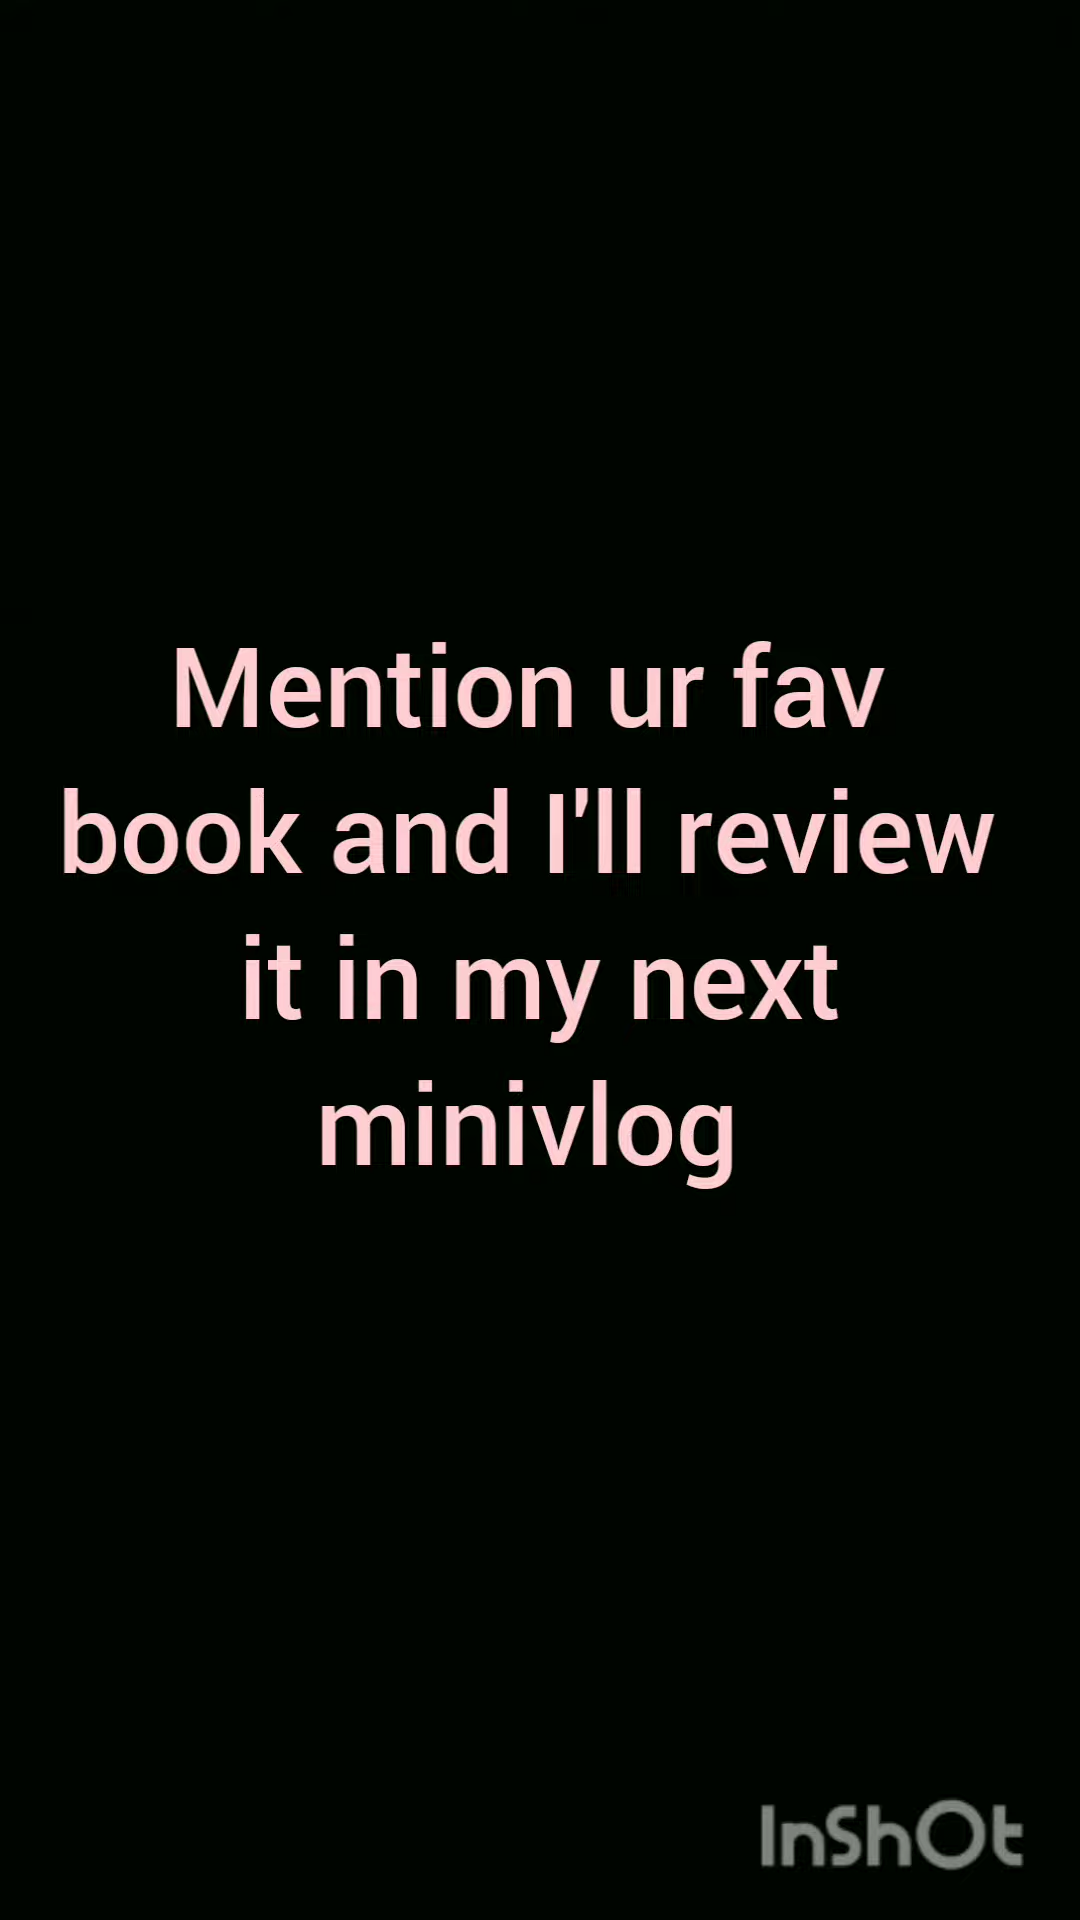 Mention ur fav
book and I'll review
it in my next
minivlog
InShOt